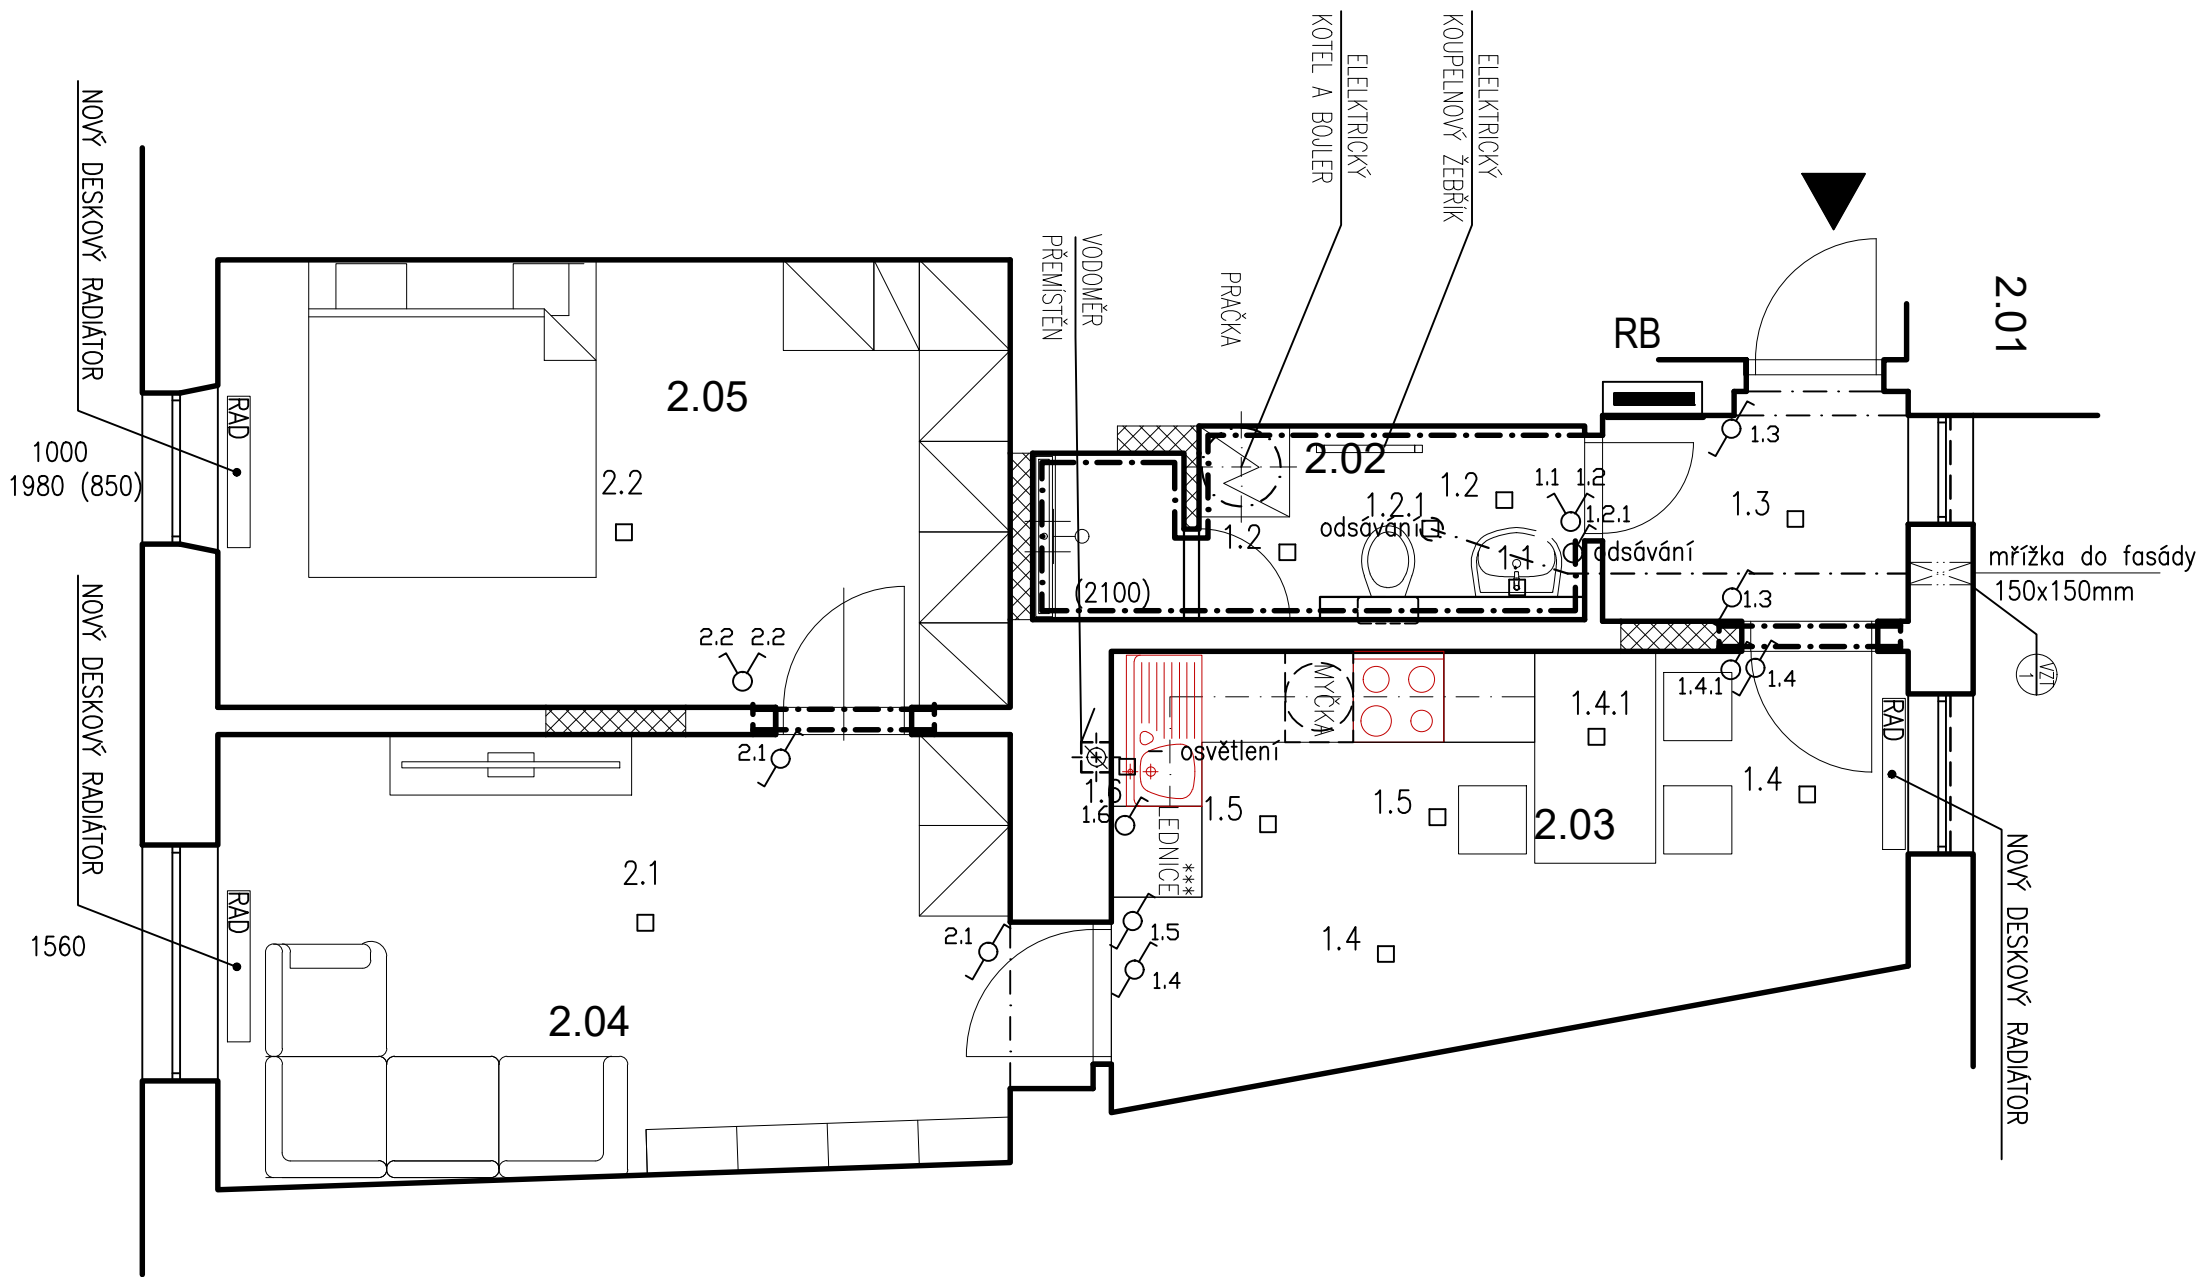 ELELKTRICKÝ
KOTEL A BOJLER
ELELKTRICKÝ
KOUPELNOVÝ ŽEBŘÍK
NOVÝ DESKOVÝ RADIÁTOR
VODOMĚR
PŘEMÍSTĚN
PRAČKA
2.01
RB
2.05
RAD
1000
1980 (850)
2.2
2.02
1.3
1.2
1.1 1.2
1.2.1
1.2.1
1.3
odsávání
1.2
1.1
odsávání
mřížka do fasády
150x150mm
(2100)
1.3
NOVÝ DESKOVÝ RADIÁTOR
2.2 2.2
1.4.1
1.4
VZT
1
MYČKA
1.4.1
RAD
2.1
osvětlení
1.6
1.6
1.5
1.5
1.4
2.03
LEDNICE
***
2.1
RAD
1.5
2.1
1.4
1.4
1560
2.04
NOVÝ DESKOVÝ RADIÁTOR